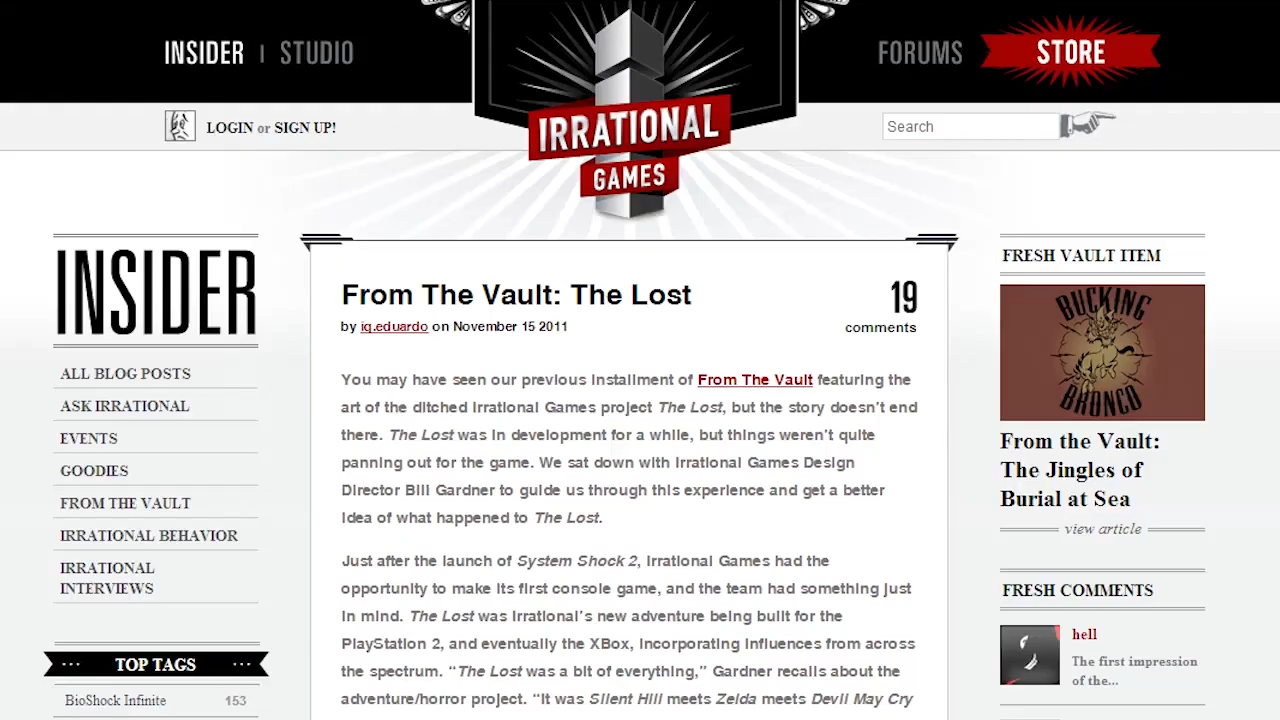 INSIDER | STUDIO
FORUMS
STORE
LOGIN or SIGN UP!
Search
IRRATIONAL
GAMES
INSIDER
ALL BLOG POSTS
ASK IRRATIONAL
EVENTS
GOODIES
FROM THE VAULT
IRRATIONAL BEHAVIOR
IRRATIONAL
INTERVIEWS
··· TOP TAGS ···
BioShock Infinite 153
From The Vault: The Lost
by ig.eduardo on November 15 2011
19
comments
You may have seen our previous installment of From The Vault featuring the
art of the ditched Irrational Games project The Lost, but the story doesn't end
there. The Lost was in development for a while, but things weren't quite
panning out for the game. We sat down with Irrational Games Design
Director Bill Gardner to guide us through this experience and get a better
idea of what happened to The Lost.
Just after the launch of System Shock 2, Irrational Games had the
opportunity to make its first console game, and the team had something just
in mind. The Lost was Irrational's new adventure being built for the
PlayStation 2, and eventually the XBox, incorporating influences from across
the spectrum. “The Lost was a bit of everything,” Gardner recalls about the
adventure/horror project. “It was Silent Hill meets Zelda meets Devil May Cry
FRESH VAULT ITEM
BUCKING
BRONCO
From the Vault:
The Jingles of
Burial at Sea
view article
FRESH COMMENTS
hell
The first impression
of the...